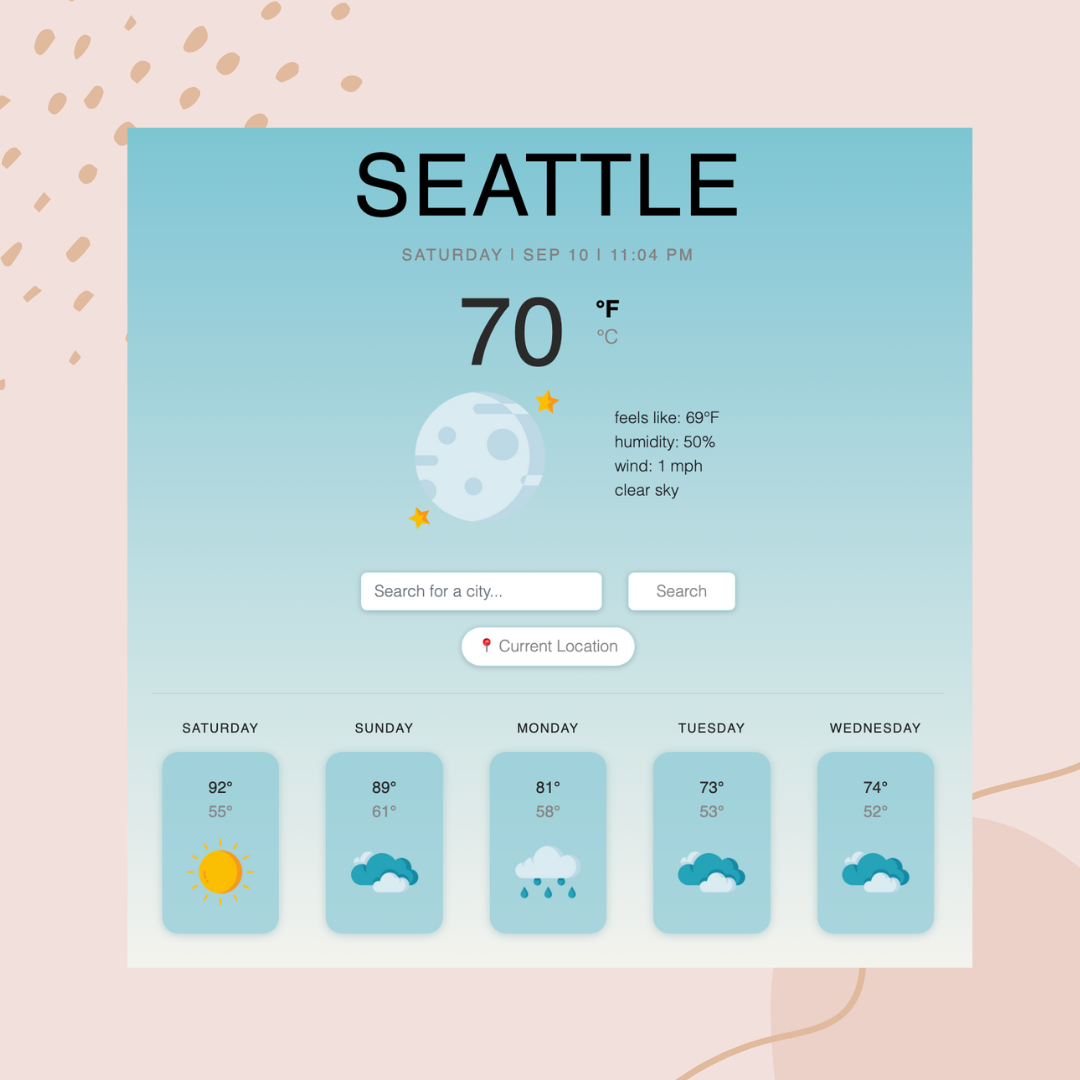 SEATTLE
SATURDAY | SEP 10 | 11:04 PM
70 °F
°C
feels like: 69°F
humidity: 50%
wind: 1 mph
clear sky
Search for a city... Search
Current Location
SATURDAY SUNDAY MONDAY TUESDAY WEDNESDAY
92° 89° 81° 73° 74°
55° 61° 58° 53° 52°